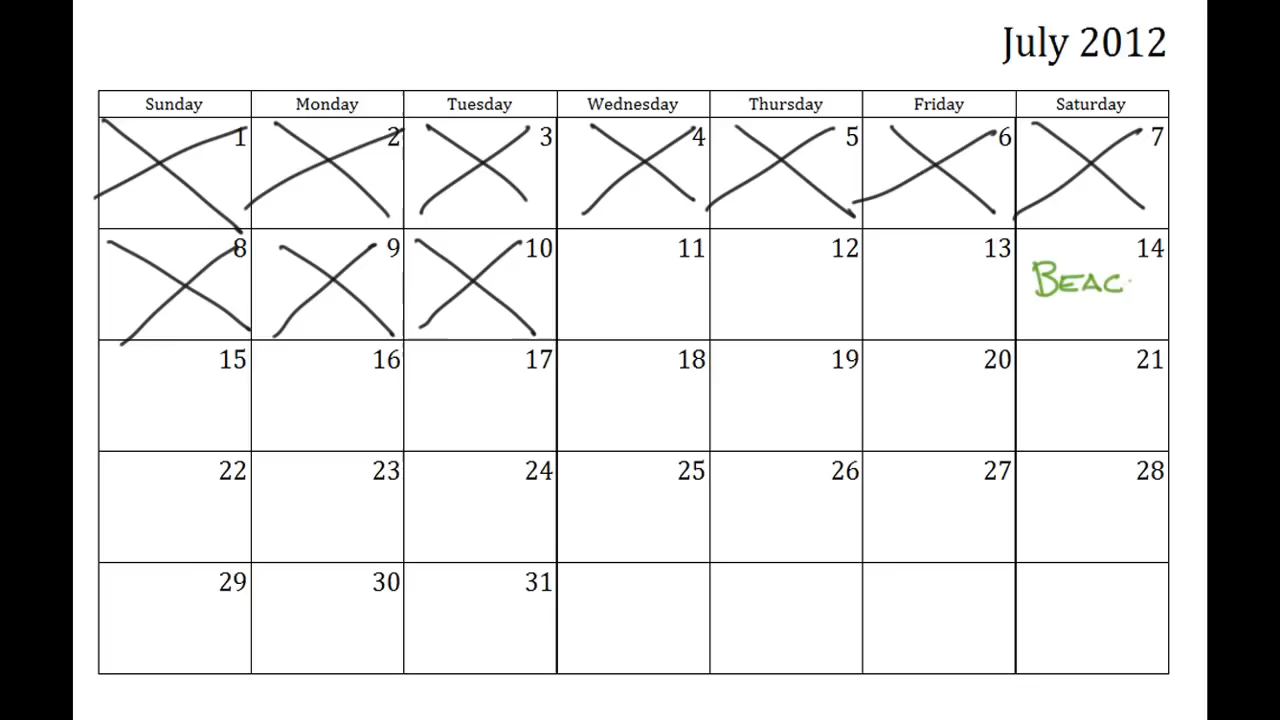 July 2012
Sunday Monday Tuesday Wednesday Thursday Friday Saturday
1 2 3 4 5 6 7
8 9 10 11 12 13 14
BEAC
15 16 17 18 19 20 21
22 23 24 25 26 27 28
29 30 31